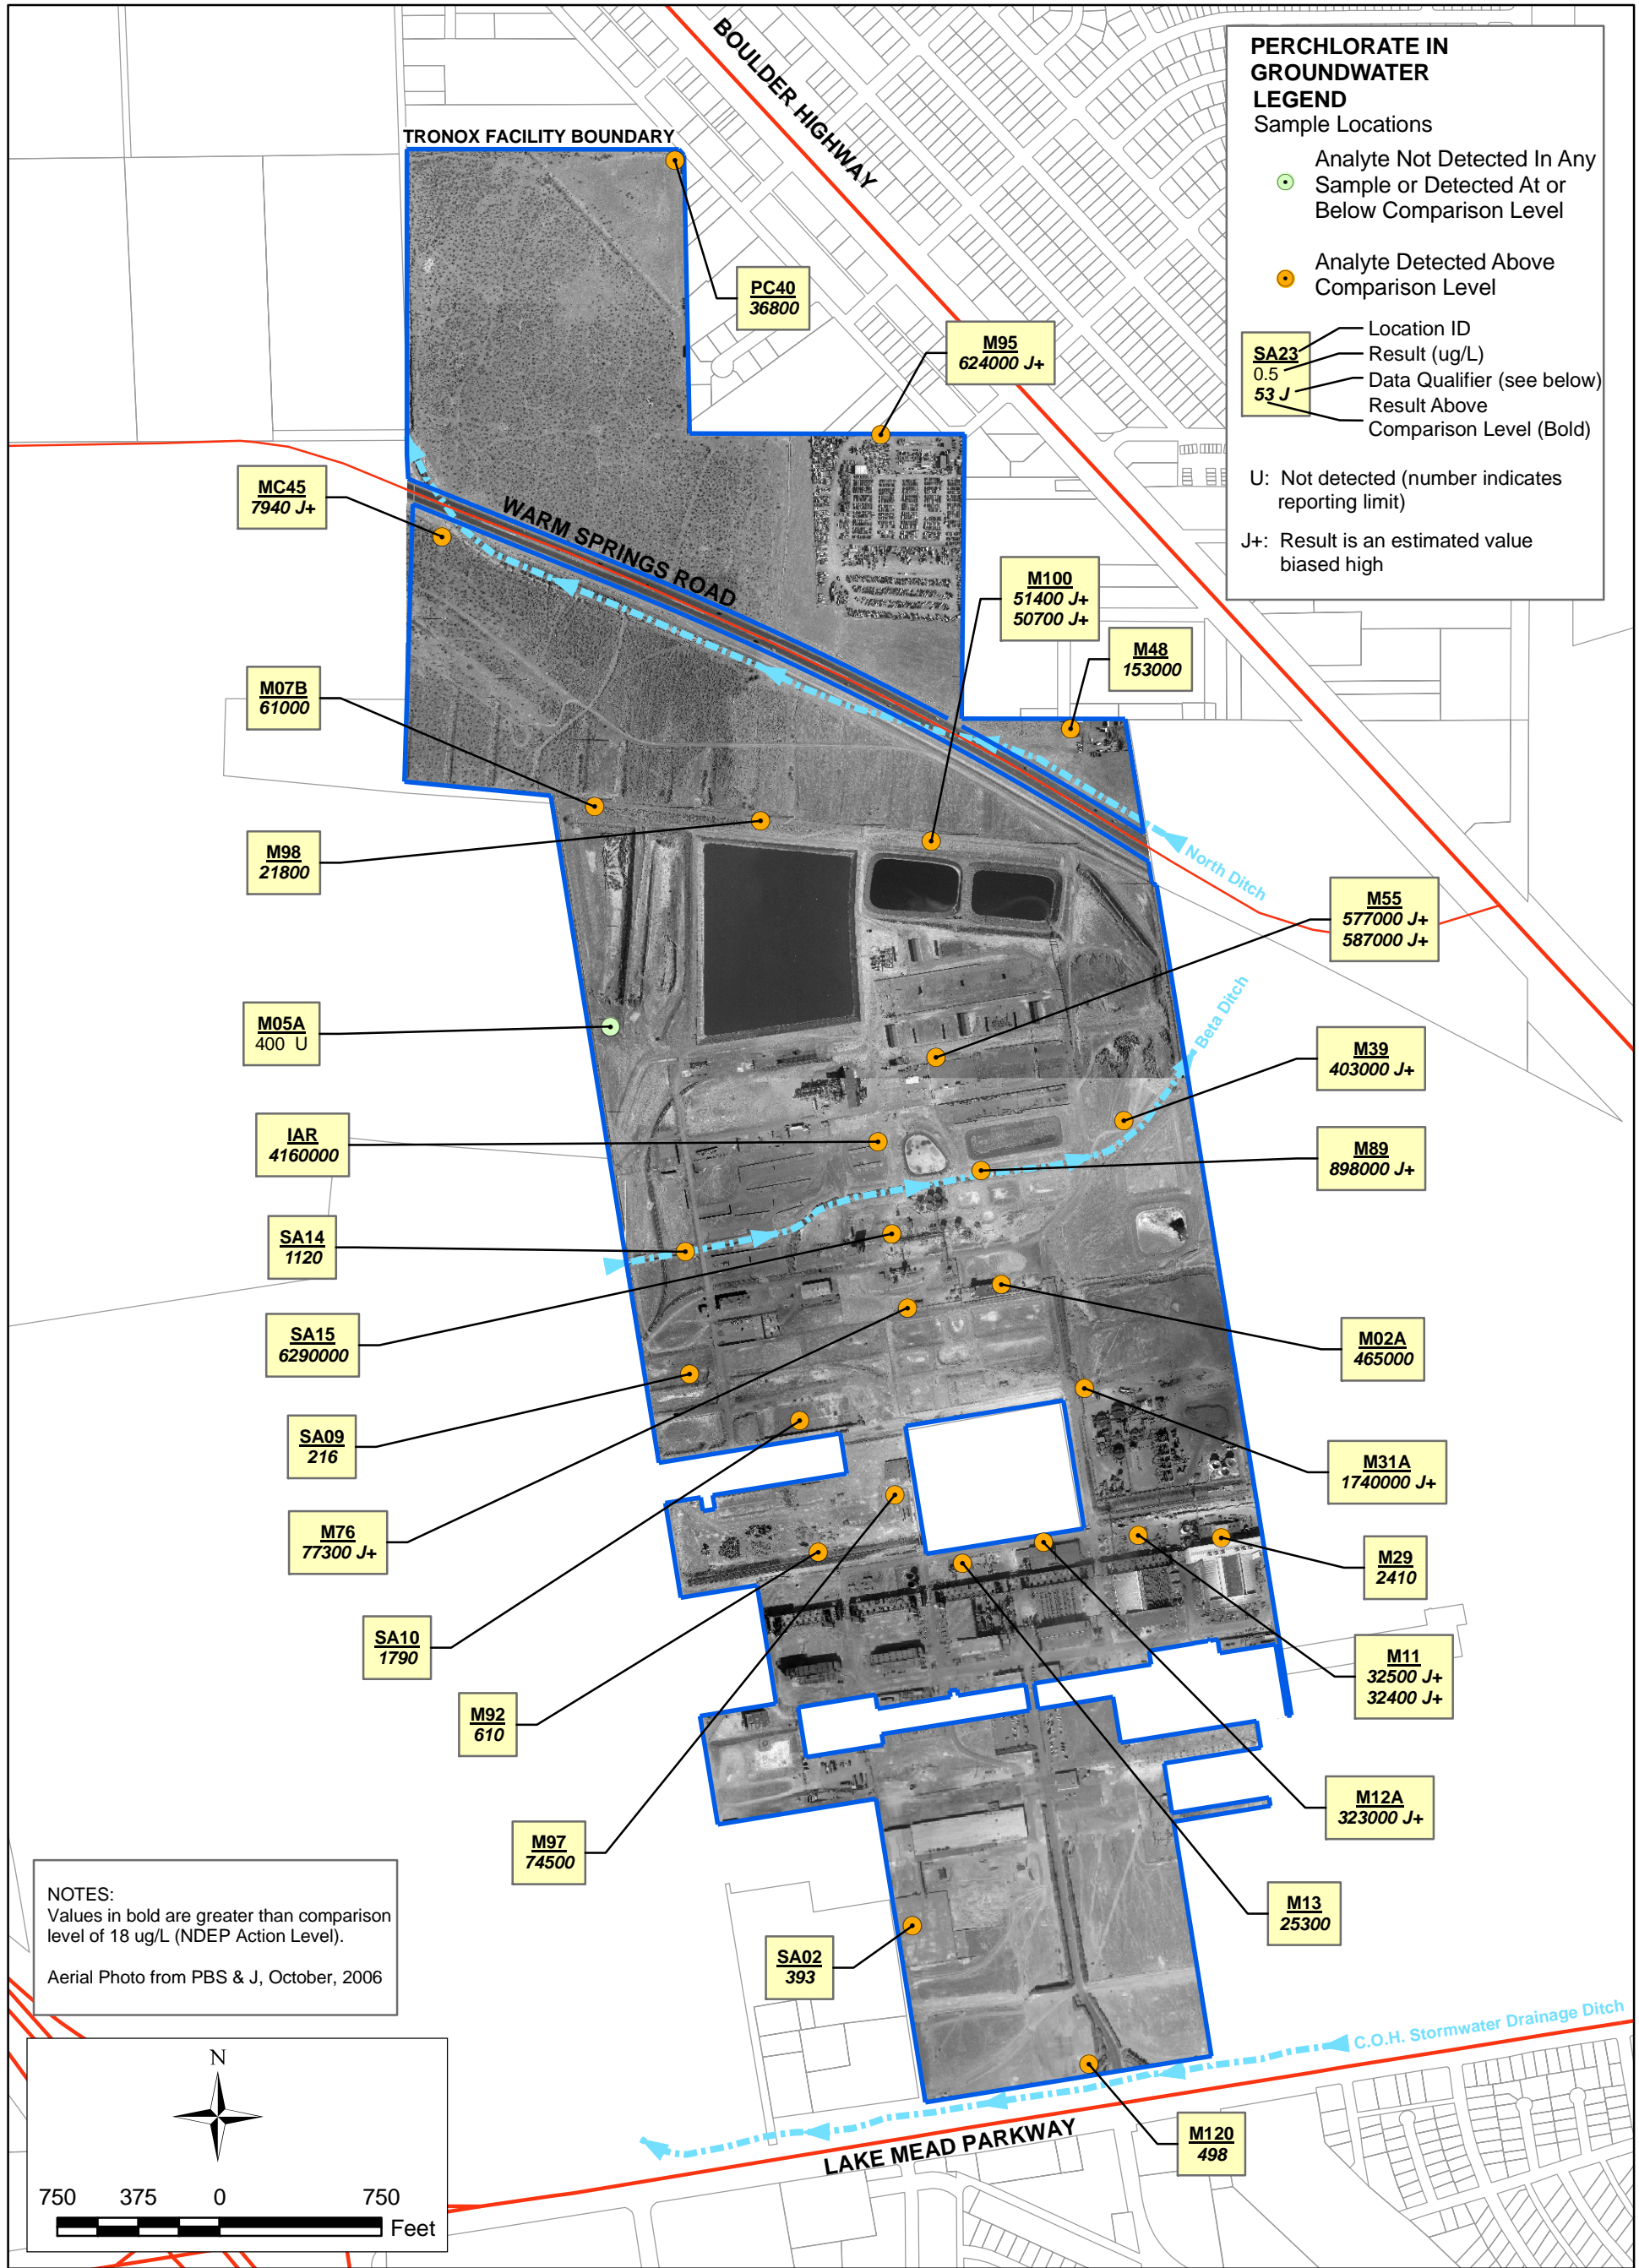 BOULDER HIGHWAY
TRONOX FACILITY BOUNDARY
PERCHLORATE IN
GROUNDWATER
LEGEND
Sample Locations
Analyte Not Detected In Any
Sample or Detected At or
Below Comparison Level
Analyte Detected Above
Comparison Level
SA23
0.5
53 J
Location ID
Result (ug/L)
Data Qualifier (see below)
Result Above
Comparison Level (Bold)
U: Not detected (number indicates
reporting limit)
J+: Result is an estimated value
biased high
PC40
36800
M95
624000 J+
MC45
7940 J+
WARM SPRINGS ROAD
M100
51400 J+
50700 J+
M48
153000
M07B
61000
M98
21800
North Ditch
M55
577000 J+
587000 J+
M05A
400 U
Beta Ditch
M39
403000 J+
IAR
4160000
M89
898000 J+
SA14
1120
SA15
6290000
M02A
465000
SA09
216
M31A
1740000 J+
M76
77300 J+
M29
2410
SA10
1790
M11
32500 J+
32400 J+
M92
610
M12A
323000 J+
M97
74500
M13
25300
SA02
393
NOTES:
Values in bold are greater than comparison
level of 18 ug/L (NDEP Action Level).
Aerial Photo from PBS & J, October, 2006
C.O.H. Stormwater Drainage Ditch
LAKE MEAD PARKWAY
M120
498
N
750 375 0 750
Feet